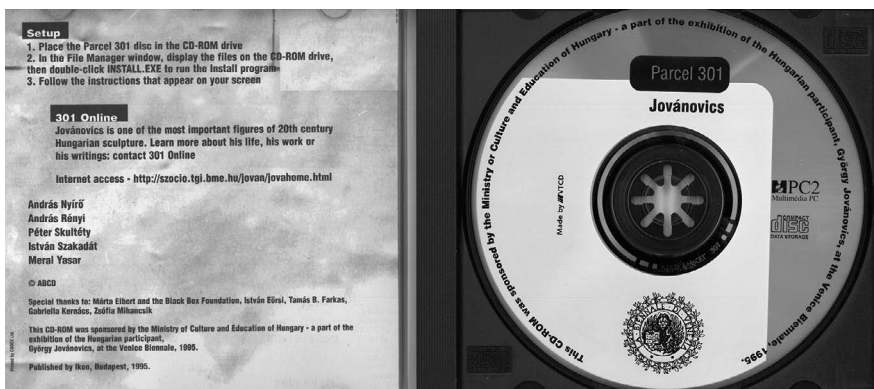 Setup
1. Place the Parcel 301 disc in the CD-ROM drive
2. In the File Manager window, display the files on the CD-ROM drive,
then double-click INSTALL.EXE to run the Install program
3. Follow the instructions that appear on your screen
301 Online
Jovánovics is one of the most important figures of 20th century
Hungarian sculpture. Learn more about his life, his work or
his writings: contact 301 Online
Internet access - http://szocio.tgi.bme.hu/jovan/jovahome.html
András Nyírő
András Rényi
Péter Skultéty
István Szakadát
Meral Yasar
© ABCD
Special thanks to: Márta Elbert and the Black Box Foundation, István Eörsi, Tamás B. Farkas,
Gabriella Kernács, Zsófia Mihancsik
This CD-ROM was sponsored by the Ministry of Culture and Education of Hungary - a part of the
exhibition of the Hungarian participant,
György Jovánovics, at the Venice Biennale, 1995.
Published by Ikon, Budapest, 1995.
This CD-ROM was sponsored by the Ministry or Culture and Education of Hungary - a part of the exhibition of the Hungarian participant, György Jovánovics, at the Venice Biennale, 1995.
Parcel 301
Jovánovics
Made by VTCD
MPC2
Multimédia PC
COMPACT
disc
DATA STORAGE